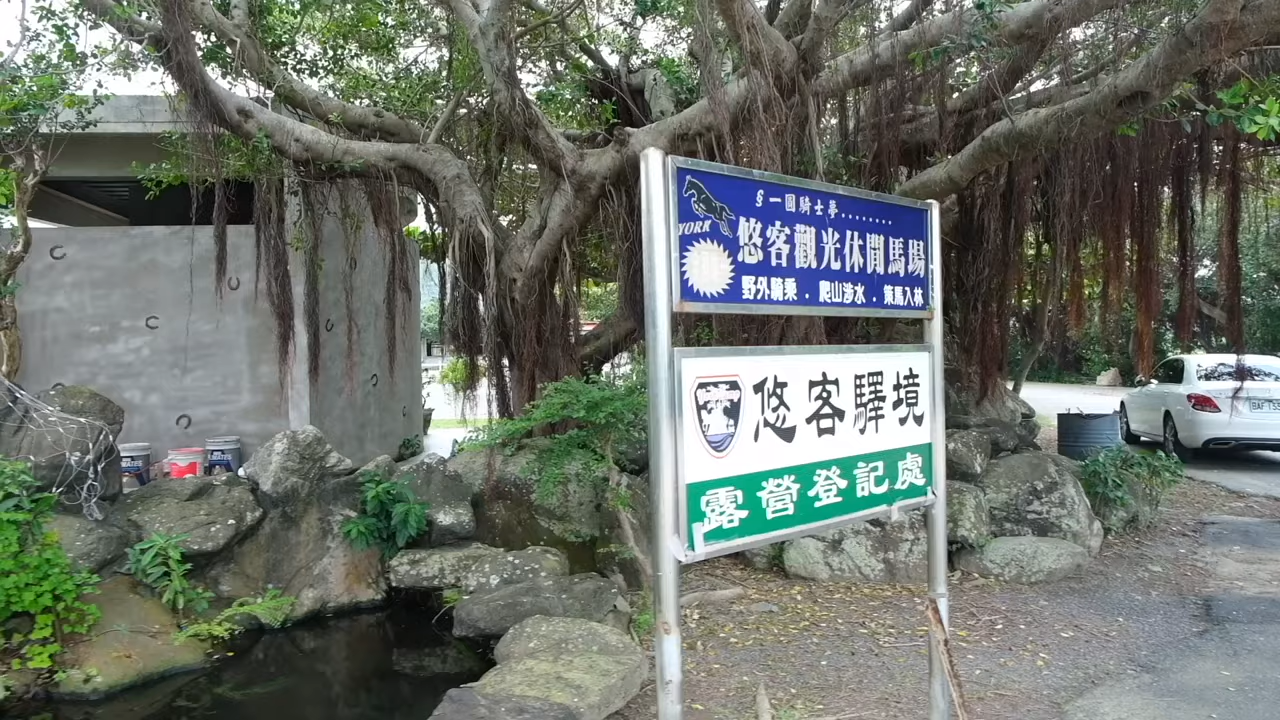 §一圓騎士夢........
YORK
悠客觀光休閒馬場
野外騎乘．爬山涉水．策馬入林
悠客驛境
露營登記處